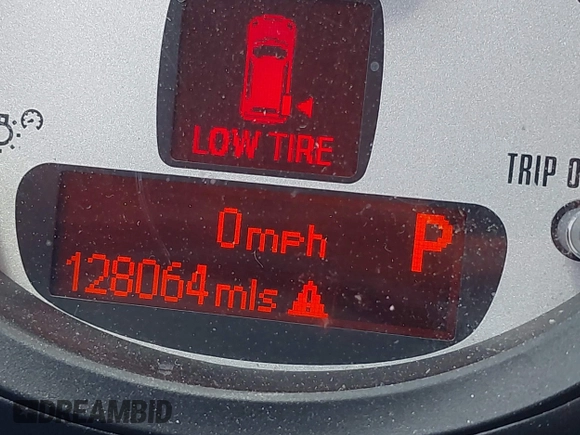 LOW TIRE
TRIP
0mph P
128064mls
DREAMBID